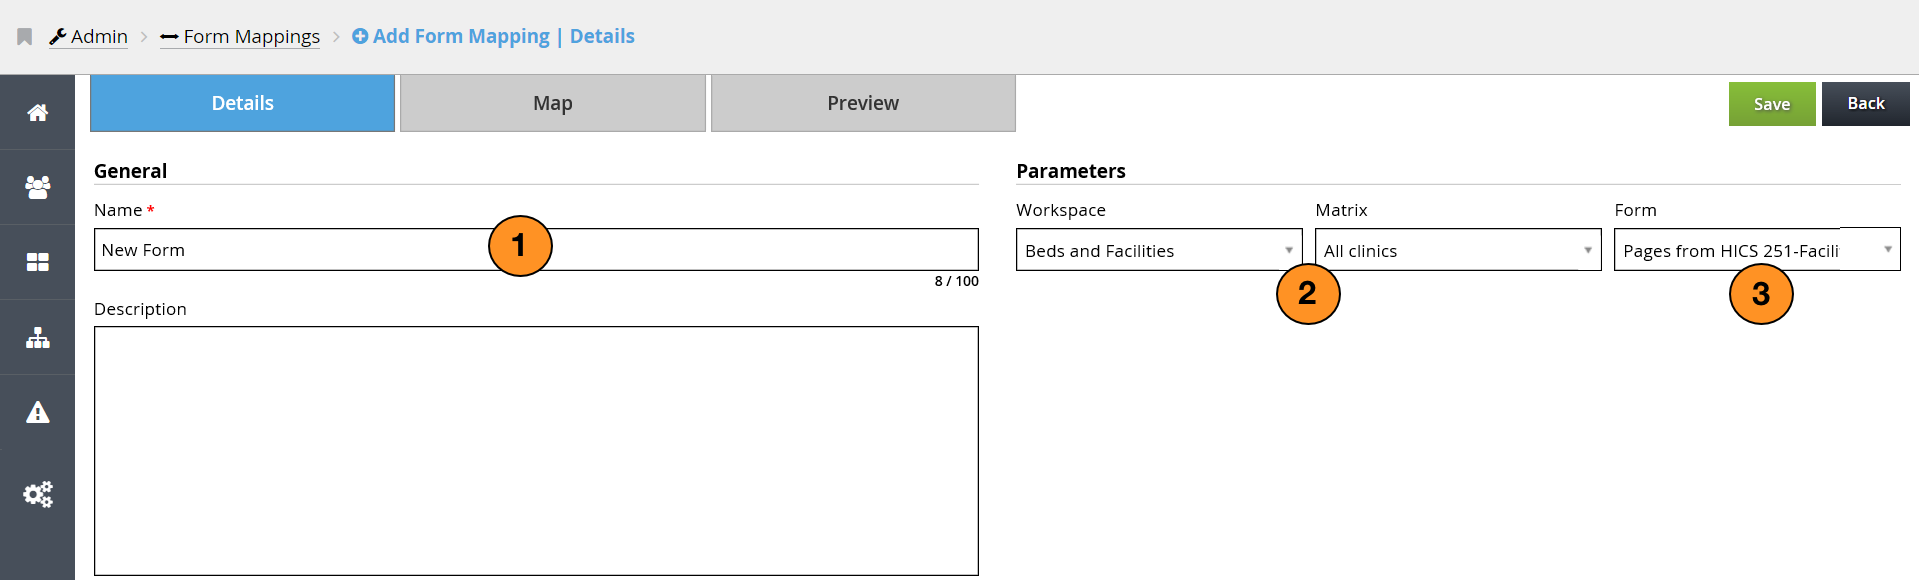 Admin > Form Mappings > Add Form Mapping | Details
Details Map Preview Save Back
General
Name *
New Form
1
8 / 100
Description
Parameters
Workspace Matrix Form
Beds and Facilities All clinics Pages from HICS 251-Facili
2 3